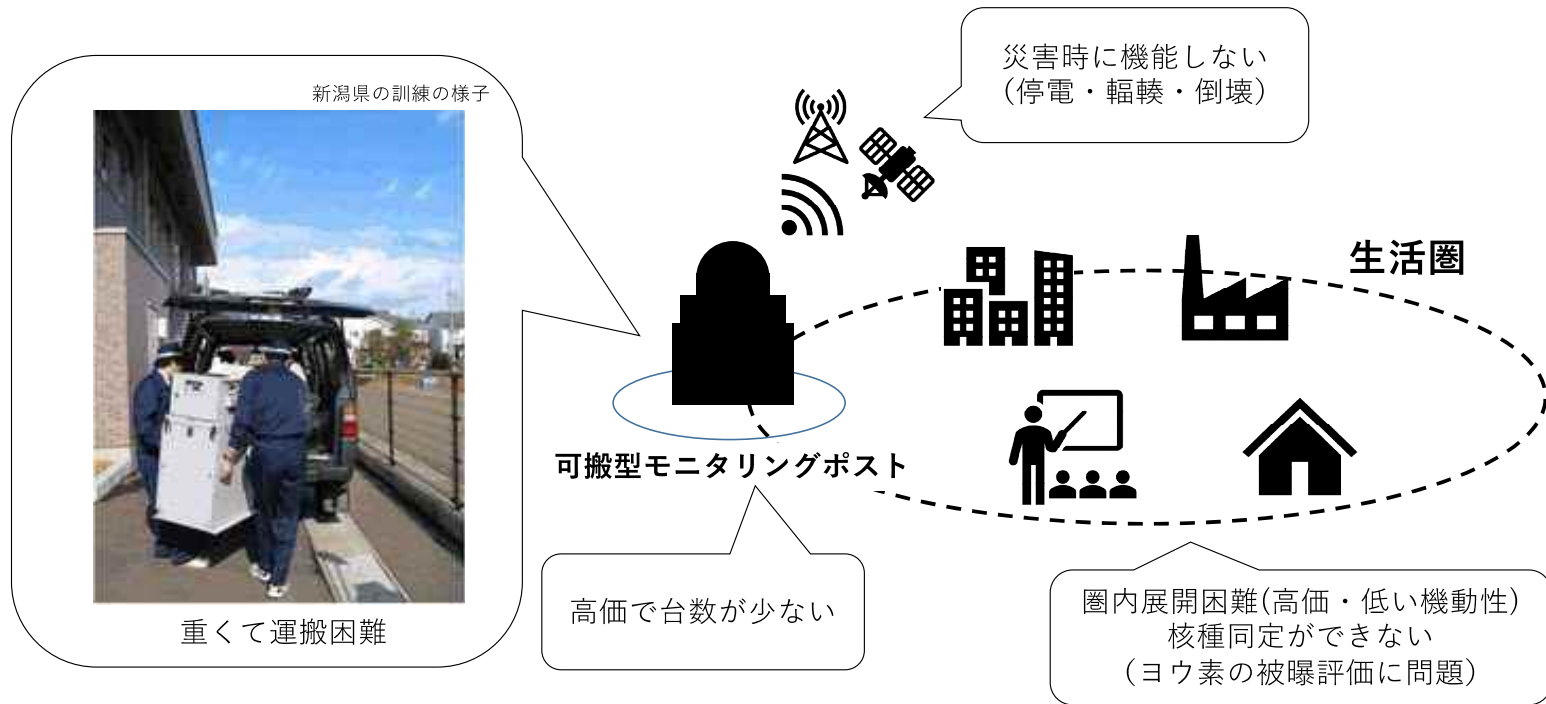 新潟県の訓練の様子
重くて運搬困難
災害時に機能しない
(停電・輻輳・倒壊)
生活圏
可搬型モニタリングポスト
高価で台数が少ない
圏内展開困難(高価・低い機動性)
核種同定ができない
(ヨウ素の被曝評価に問題)